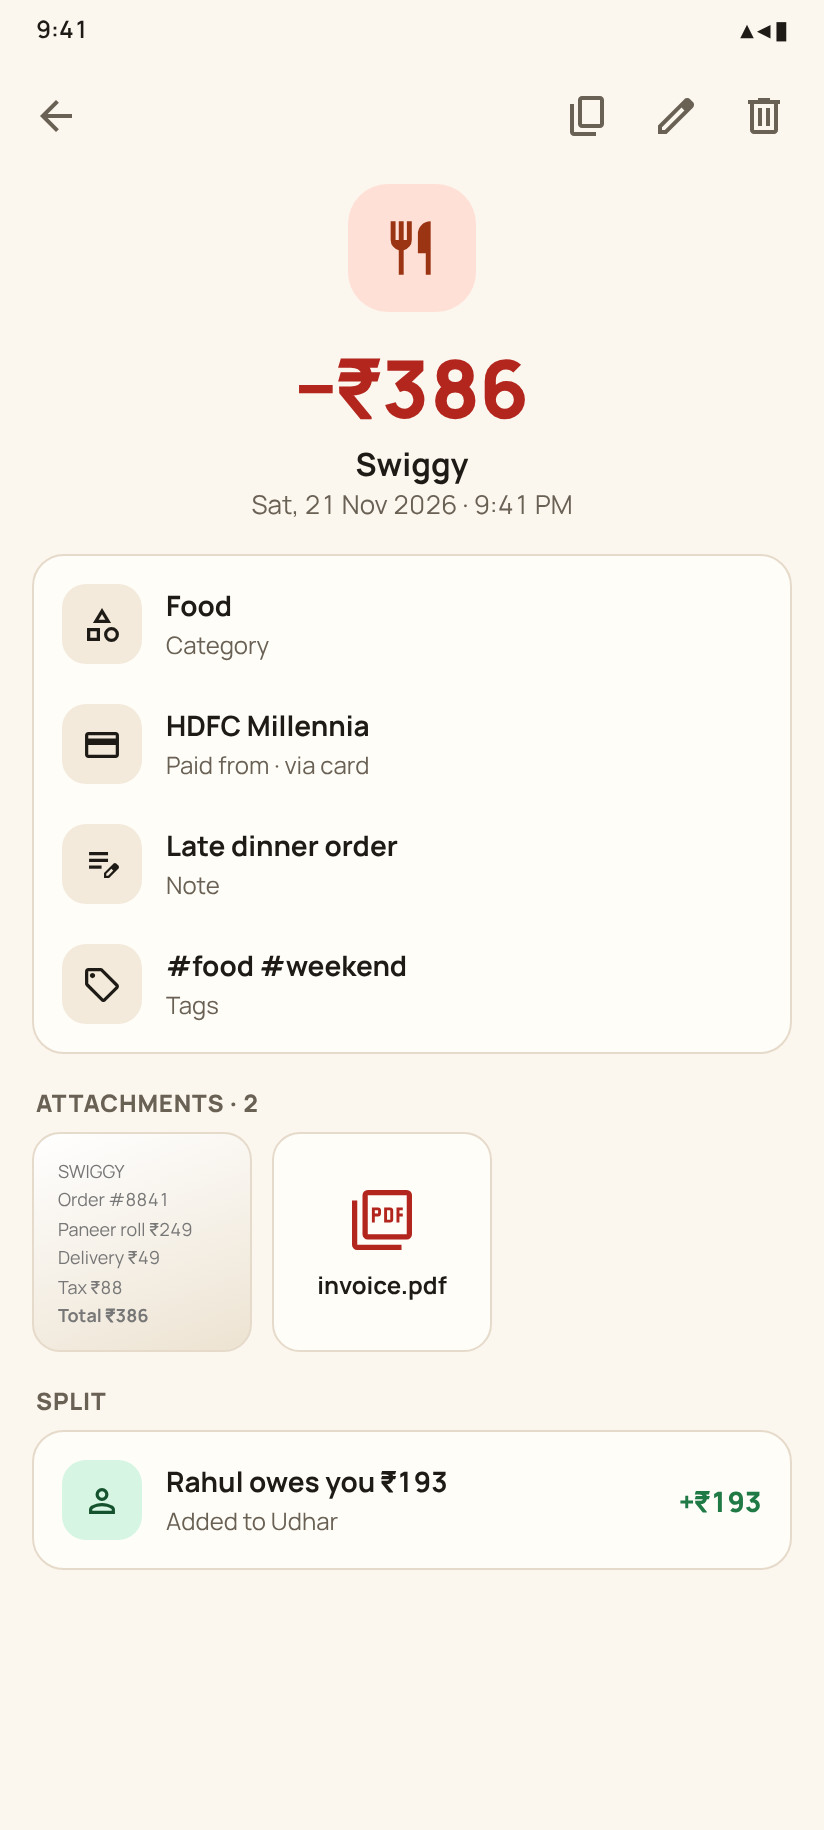 9:41
−₹386
Swiggy
Sat, 21 Nov 2026 · 9:41 PM
Food
Category
HDFC Millennia
Paid from · via card
Late dinner order
Note
#food #weekend
Tags
ATTACHMENTS · 2
SWIGGY
Order #8841
Paneer roll ₹249
Delivery ₹49
Tax ₹88
Total ₹386
PDF
invoice.pdf
SPLIT
Rahul owes you ₹193
Added to Udhar
+₹193